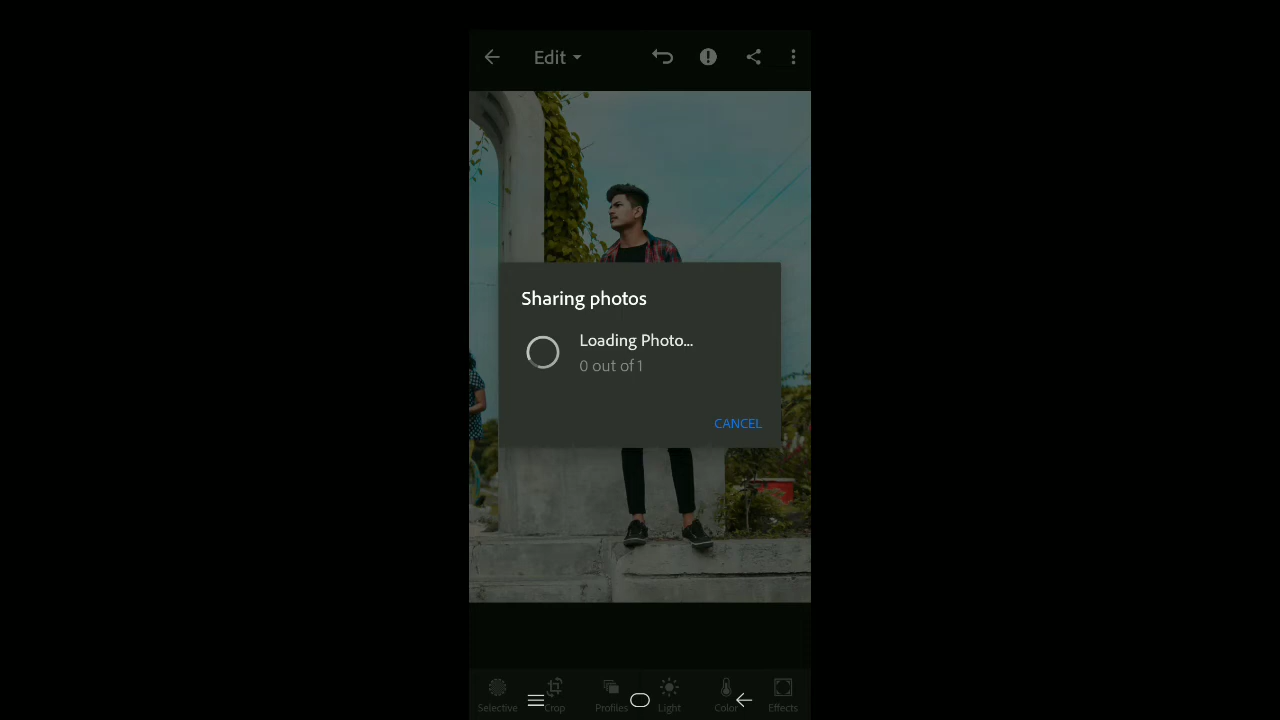 Edit
Sharing photos
Loading Photo...
0 out of 1
CANCEL
Selective Crop Profiles Light Color Effects